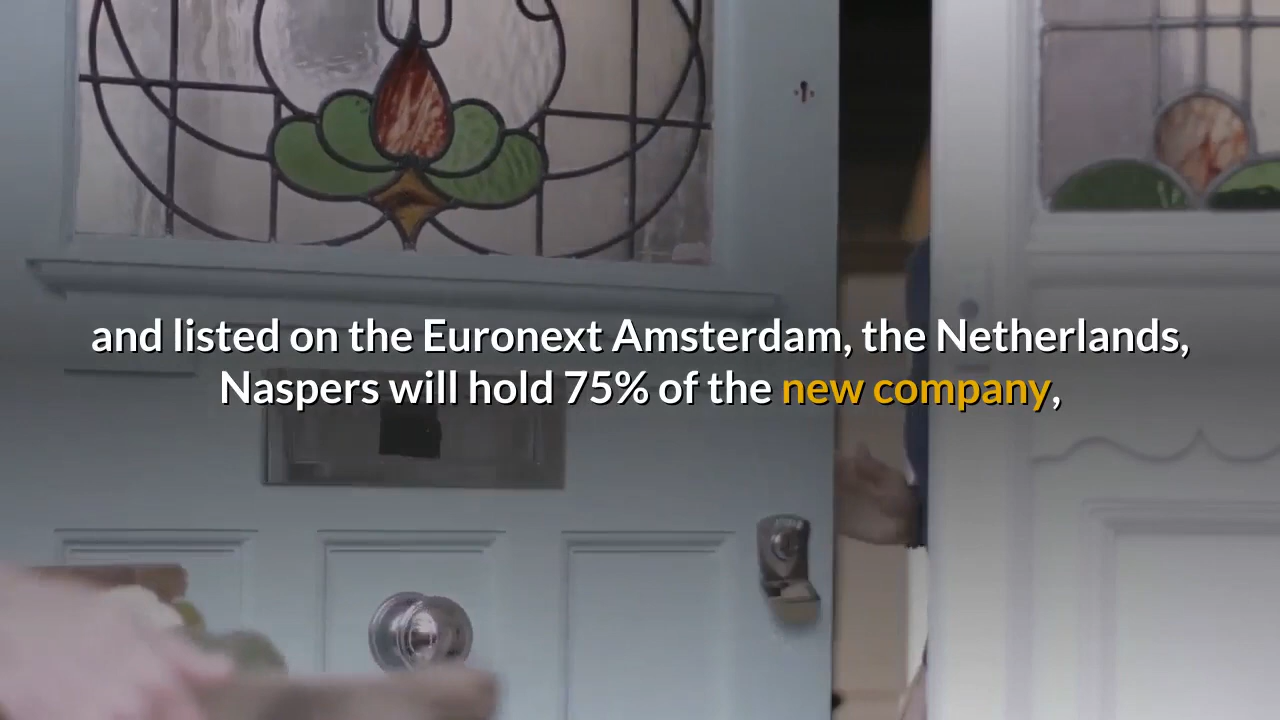 and listed on the Euronext Amsterdam, the Netherlands,
Naspers will hold 75% of the new company,